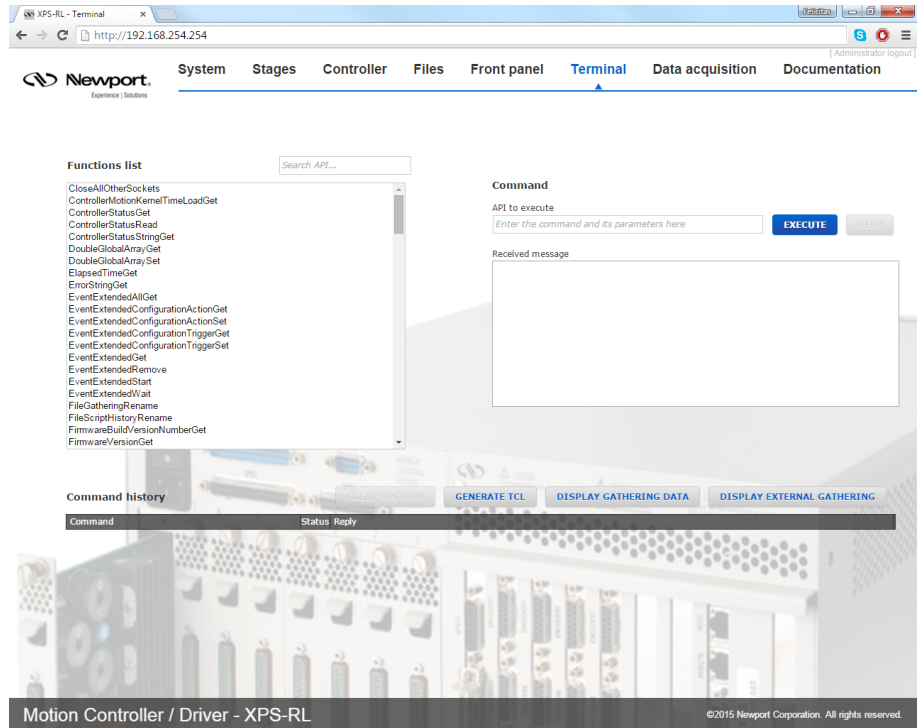 XPS-RL - Terminal
Felicitas
http://192.168.254.254
[ Administrator logout ]
Newport.
Experience | Solutions
System Stages Controller Files Front panel Terminal Data acquisition Documentation
Functions list
Search API...
CloseAllOtherSockets
ControllerMotionKernelTimeLoadGet
ControllerStatusGet
ControllerStatusRead
ControllerStatusStringGet
DoubleGlobalArrayGet
DoubleGlobalArraySet
ElapsedTimeGet
ErrorStringGet
EventExtendedAllGet
EventExtendedConfigurationActionGet
EventExtendedConfigurationActionSet
EventExtendedConfigurationTriggerGet
EventExtendedConfigurationTriggerSet
EventExtendedGet
EventExtendedRemove
EventExtendedStart
EventExtendedWait
FileGatheringRename
FileScriptHistoryRename
FirmwareBuildVersionNumberGet
FirmwareVersionGet
Command
API to execute
Enter the command and its parameters here
EXECUTE
HELP
Received message
Command history
CLEAR HISTORY
GENERATE TCL
DISPLAY GATHERING DATA
DISPLAY EXTERNAL GATHERING
Command Status Reply
Motion Controller / Driver - XPS-RL
©2015 Newport Corporation. All rights reserved.